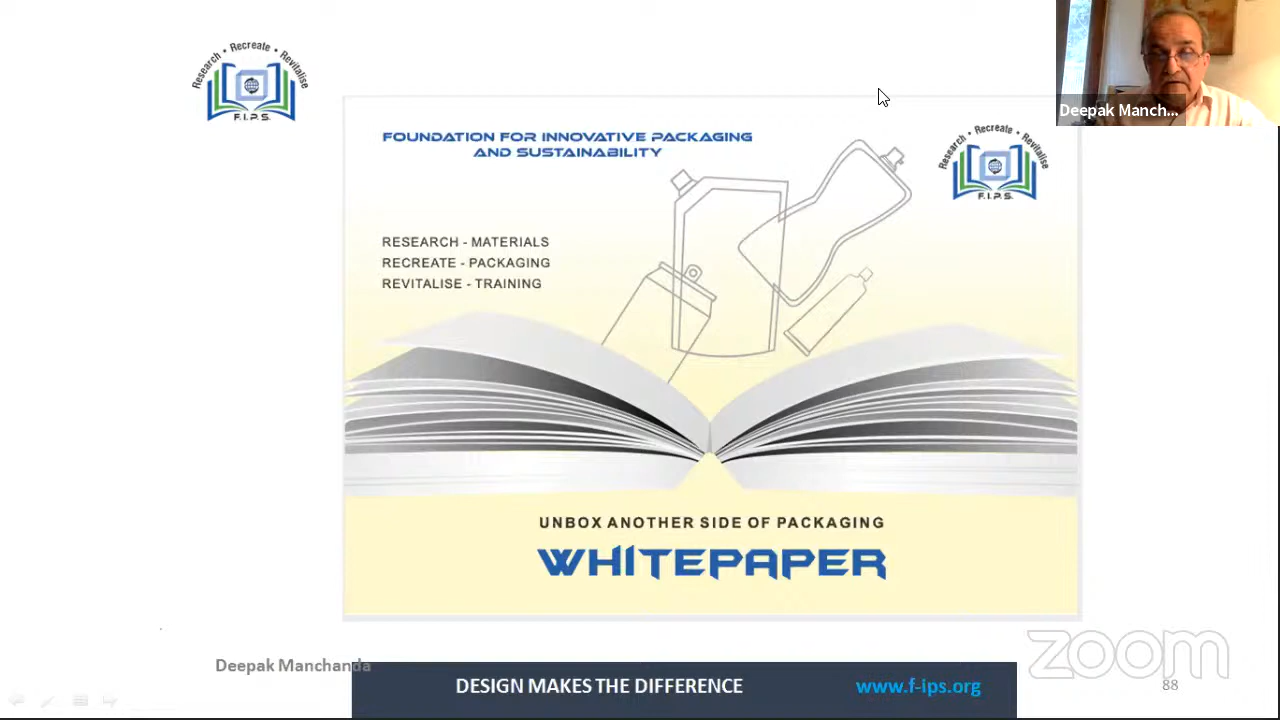 Research • Recreate • Revitalise
F.I.P.S.
Deepak Manch...
FOUNDATION FOR INNOVATIVE PACKAGING
AND SUSTAINABILITY
Research • Recreate • Revitalise
F.I.P.S.
RESEARCH - MATERIALS
RECREATE - PACKAGING
REVITALISE - TRAINING
UNBOX ANOTHER SIDE OF PACKAGING
WHITEPAPER
zoom
Deepak Manchanda
DESIGN MAKES THE DIFFERENCE
www.f-ips.org
88